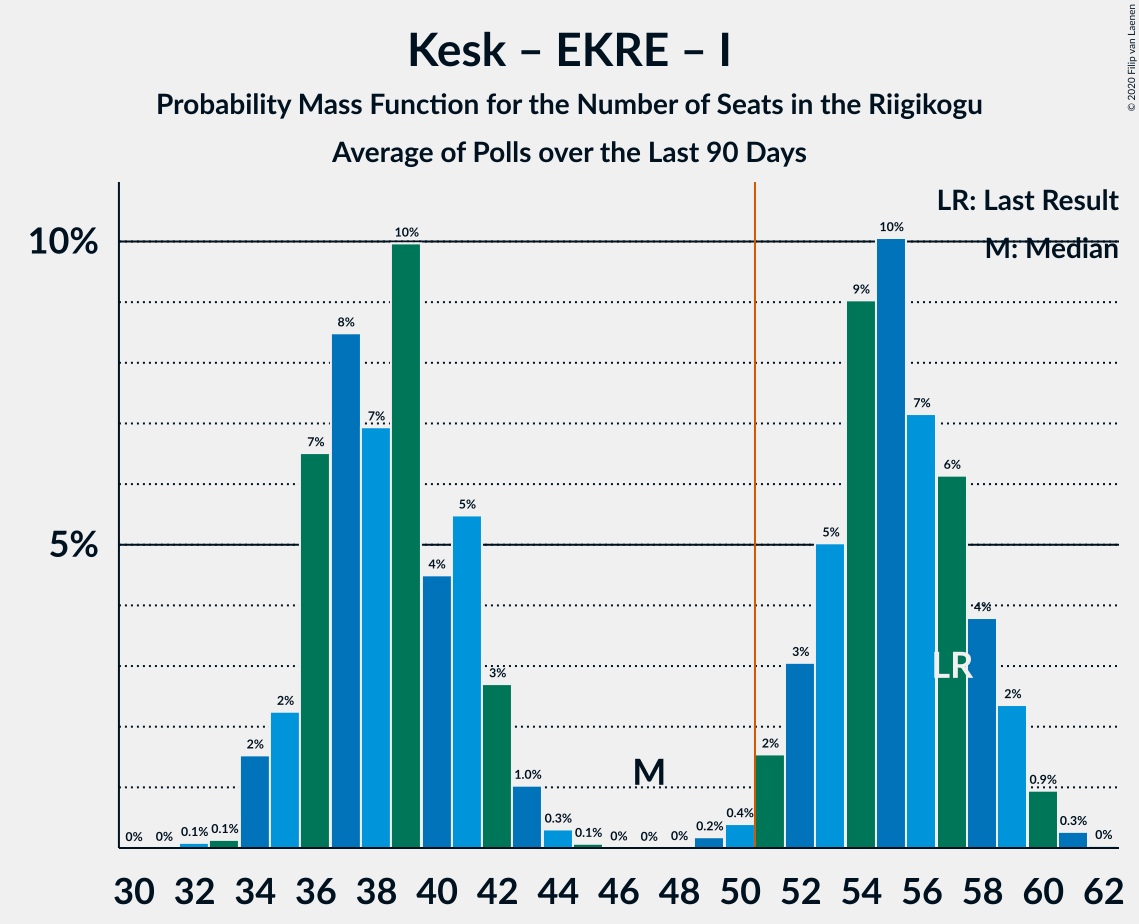 Kesk – EKRE – I
Probability Mass Function for the Number of Seats in the Riigikogu
Average of Polls over the Last 90 Days
© 2020 Filip van Laenen
LR: Last Result
M: Median
10%
5%
0% 0% 0.1% 0.1% 2% 2% 7% 8% 7% 10% 4% 5% 3% 1.0% 0.3% 0.1% 0% 0% 0% 0.2% 0.4% 2% 3% 5% 9% 10% 7% 6% 4% 2% 0.9% 0.3% 0%
LR
M
30 32 34 36 38 40 42 44 46 48 50 52 54 56 58 60 62